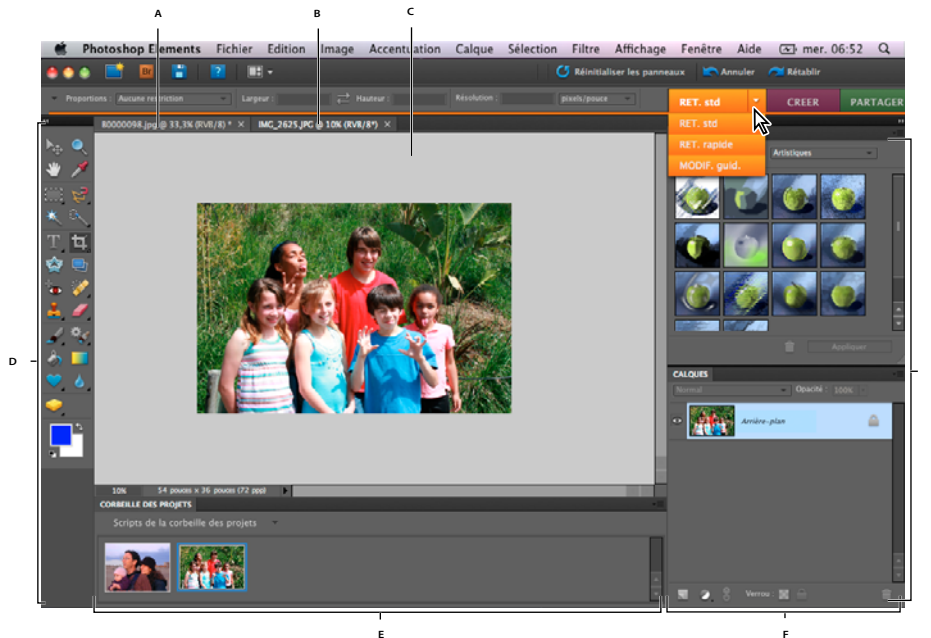 A
B
C
Photoshop Elements Fichier Edition Image Accentuation Calque Sélection Filtre Affichage Fenêtre Aide mer. 06:52
Br ? Réinitialiser les panneaux Annuler Rétablir
Proportions : Aucune restriction Largeur : Hauteur : Résolution : pixels/pouce
RET. std CREER PARTAGER
RET. std
RET. rapide
MODIF. guid.
80000098.jpg @ 33,3% (RVB/8) * × IMG_2625.JPG @ 10% (RVB/8*) ×
Artistiques
T
D
Appliquer
CALQUES
Normal Opacité : 100%
Arrière-plan
10% 54 pouces x 36 pouces (72 ppp)
CORBEILLE DES PROJETS
Scripts de la corbeille des projets
Verrou :
E
F